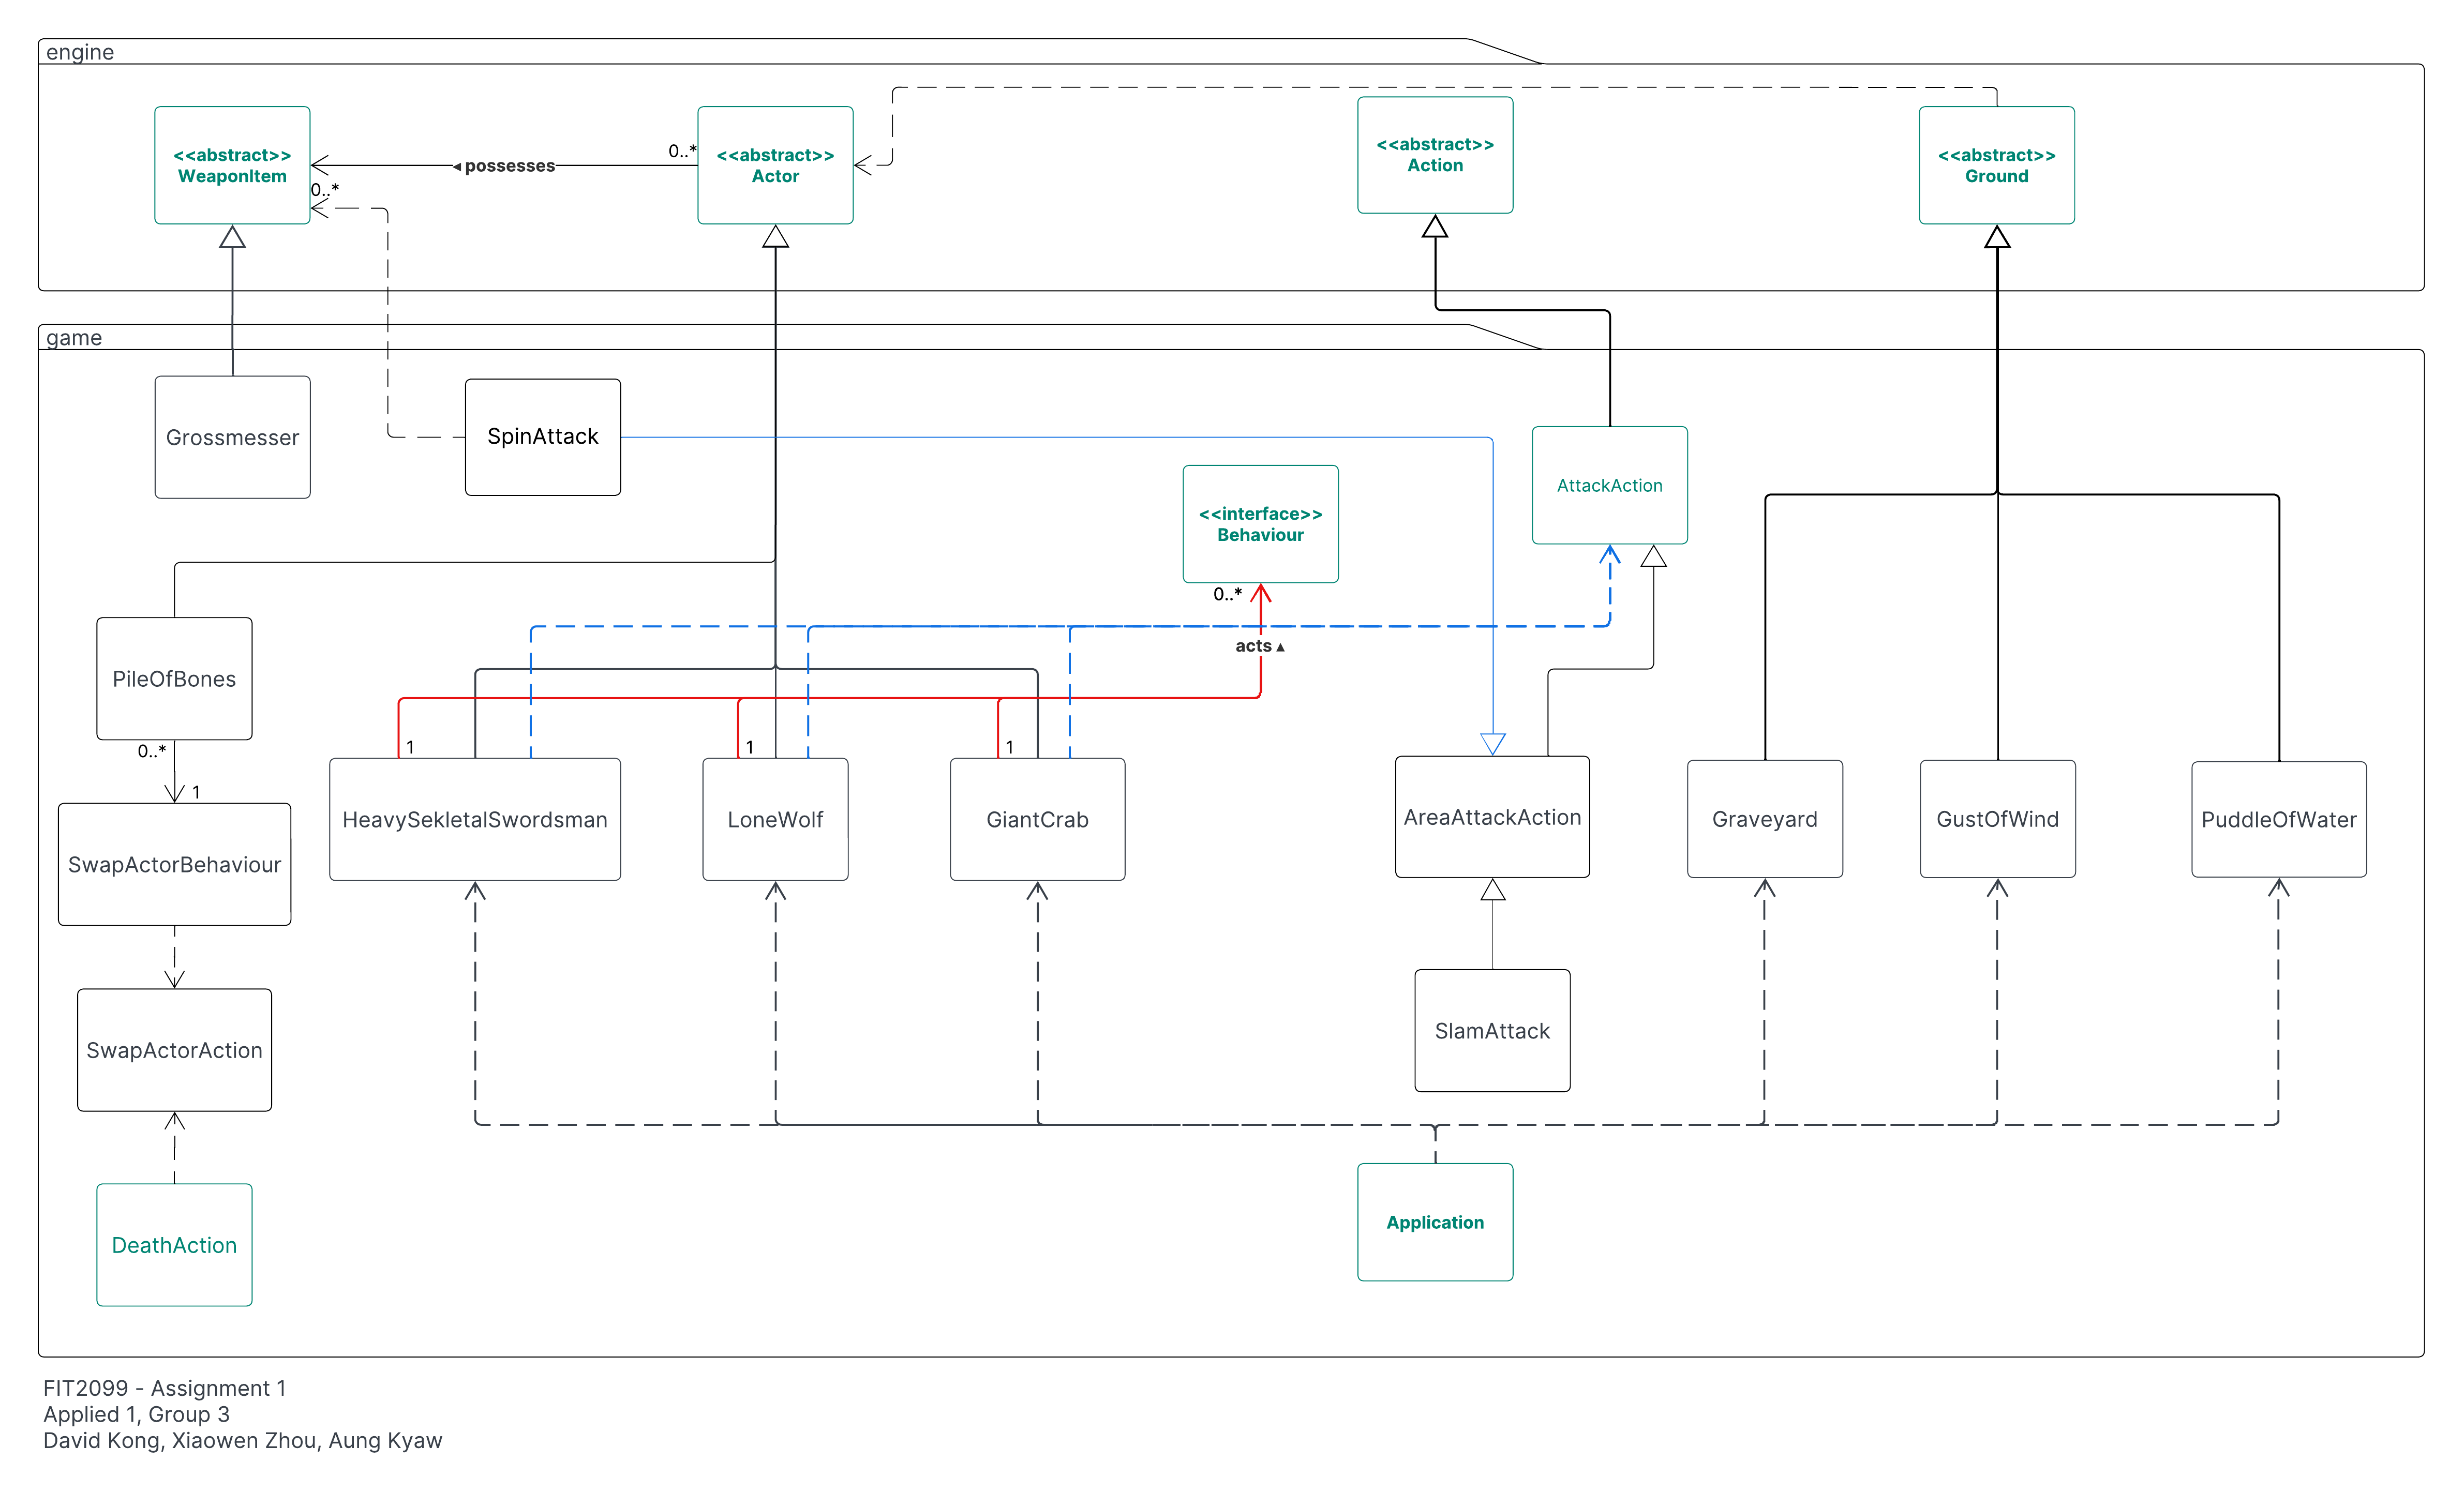 engine
<<abstract>>
WeaponItem
0..*
◂ possesses
0..*
<<abstract>>
Actor
<<abstract>>
Action
<<abstract>>
Ground
game
Grossmesser
SpinAttack
<<interface>>
Behaviour
AttackAction
0..*
acts ▴
PileOfBones
0..*
1
1
1
1
HeavySekletalSwordsman
LoneWolf
GiantCrab
AreaAttackAction
Graveyard
GustOfWind
PuddleOfWater
SwapActorBehaviour
SwapActorAction
SlamAttack
DeathAction
Application
FIT2099 - Assignment 1
Applied 1, Group 3
David Kong, Xiaowen Zhou, Aung Kyaw